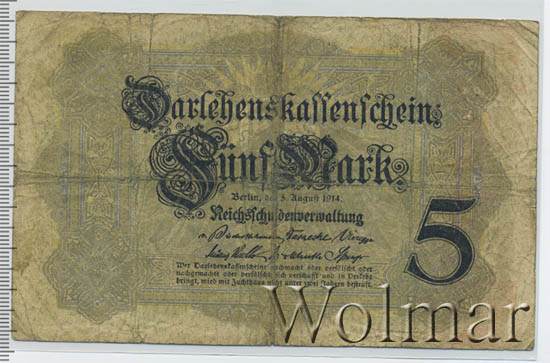 Darlehenskassenschein:
Fünf Mark.
Berlin, den 5. August 1914.
Reichsschuldenverwaltung
5
Wer Darlehenskassenscheine nachmacht oder verfälscht oder
nachgemachte oder verfälschte sich verschafft und in Verkehr
bringt, wird mit Zuchthaus nicht unter zwei Jahren bestraft.
Wolmar